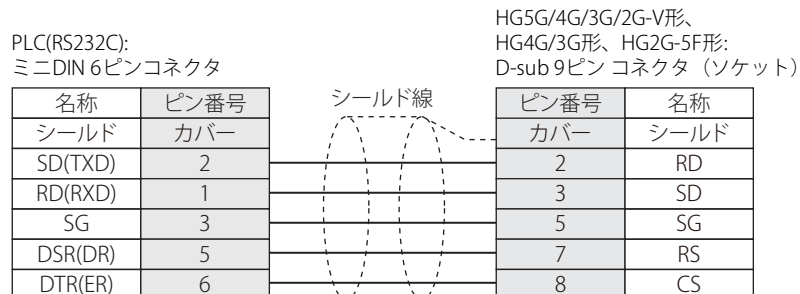 HG5G/4G/3G/2G-V形、
PLC(RS232C): HG4G/3G形、HG2G-5F形:
ミニDIN 6ピンコネクタ D-sub 9ピン コネクタ（ソケット）
名称 ピン番号 シールド線 ピン番号 名称
シールド カバー カバー シールド
SD(TXD) 2 2 RD
RD(RXD) 1 3 SD
SG 3 5 SG
DSR(DR) 5 7 RS
DTR(ER) 6 8 CS